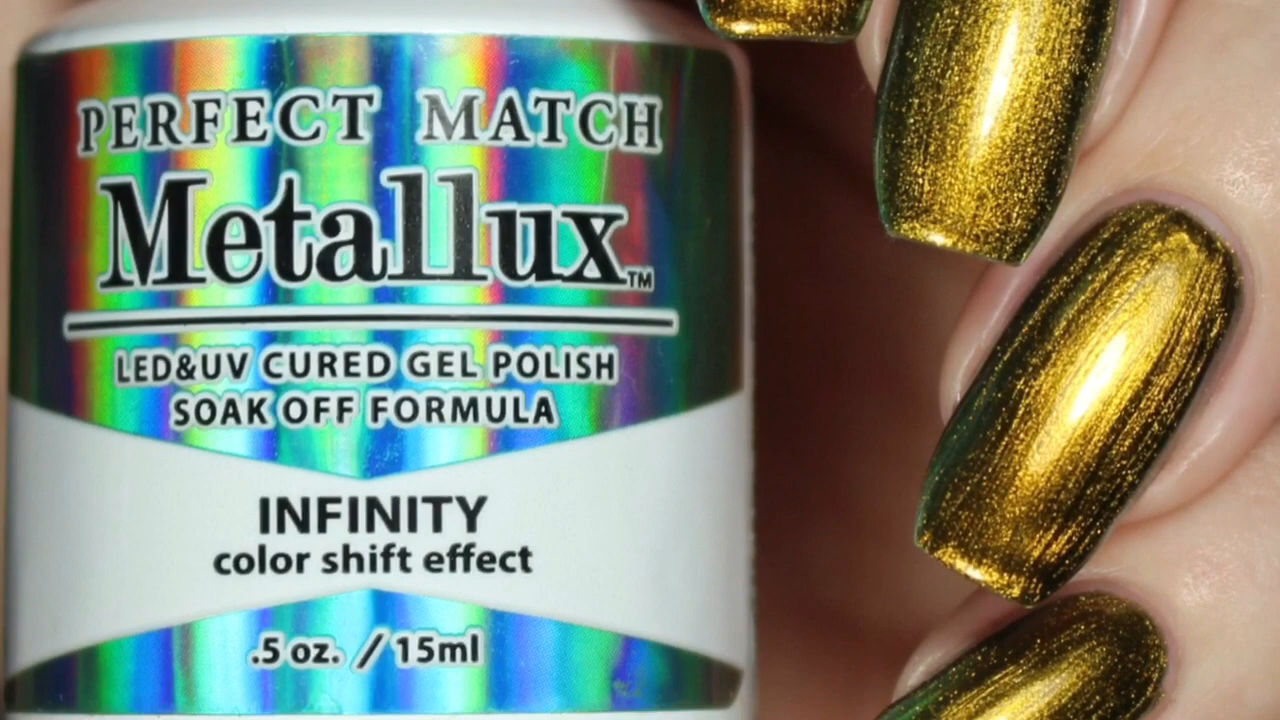 PERFECT MATCH
Metallux™
LED&UV CURED GEL POLISH
SOAK OFF FORMULA
INFINITY
color shift effect
.5 oz. / 15ml